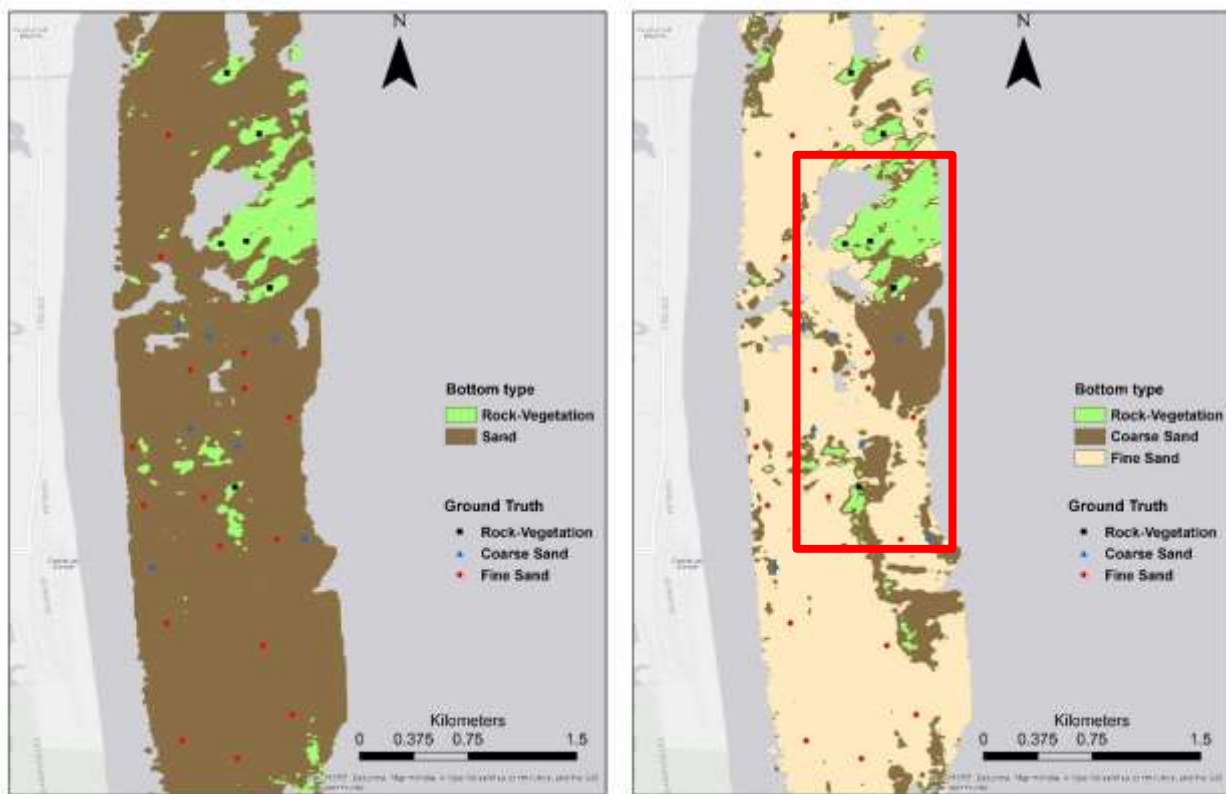 N
Bottom type
Rock-Vegetation
Sand
Ground Truth
Rock-Vegetation
Coarse Sand
Fine Sand
Kilometers
0 0.375 0.75 1.5
N
Bottom type
Rock-Vegetation
Coarse Sand
Fine Sand
Ground Truth
Rock-Vegetation
Coarse Sand
Fine Sand
Kilometers
0 0.375 0.75 1.5